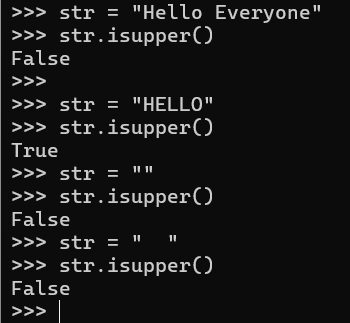 >>> str = "Hello Everyone"
>>> str.isupper()
False
>>>
>>> str = "HELLO"
>>> str.isupper()
True
>>> str = ""
>>> str.isupper()
False
>>> str = "  "
>>> str.isupper()
False
>>>